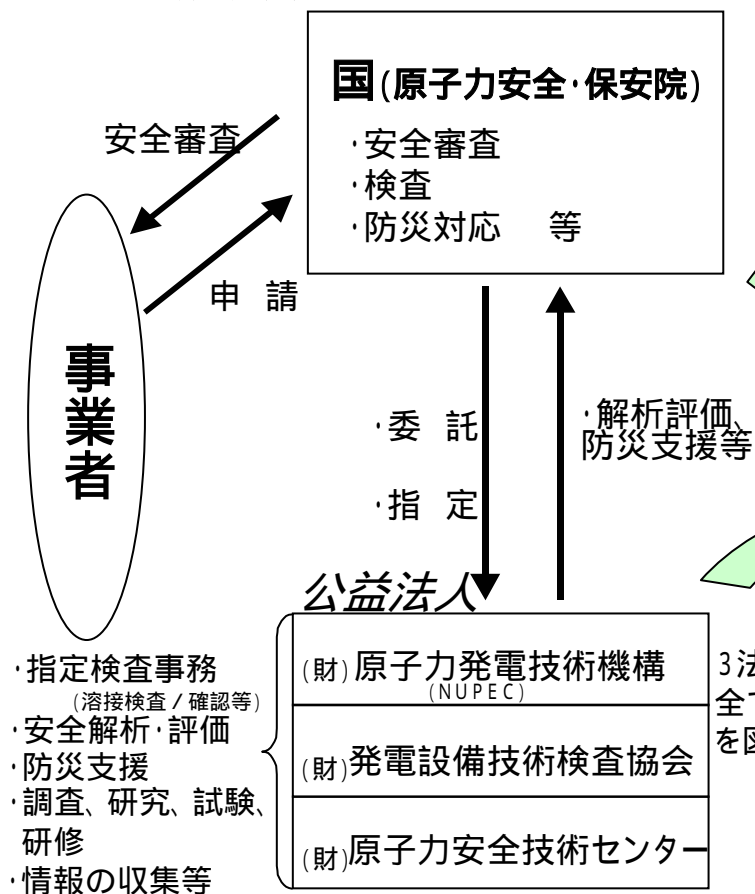 国(原子力安全・保安院)
・安全審査
・検査
・防災対応 等
安全審査
申 請
事業者
・委 託
・指 定
・解析評価、
防災支援等
公益法人
(財)原子力発電技術機構
(NUPEC)
(財)発電設備技術検査協会
(財)原子力安全技術センター
・指定検査事務
(溶接検査/確認等)
・安全解析・評価
・防災支援
・調査、研究、試験、
研修
・情報の収集等
3法
全て
を図